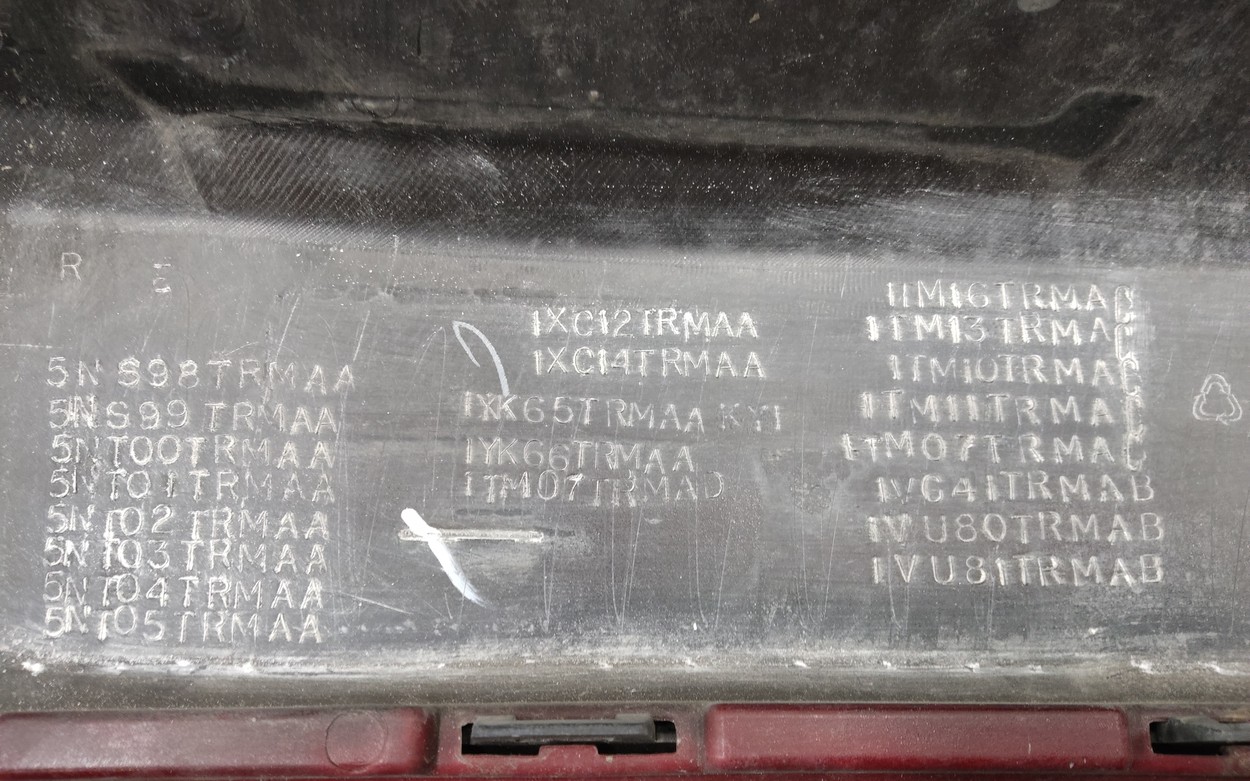 R
5NS98TRMAA
5NS99TRMAA
5NT00TRMAA
5NT01TRMAA
5NT02TRMAA
5NT03TRMAA
5NT04TRMAA
5NT05TRMAA
1XC12TRMAA
1XC14TRMAA
1XK65TRMAA
1YK66TRMAA
1TM07TRMAD
1TM16TRMAC
1TM13TRMAC
1TM10TRMAC
1TM11TRMAC
1TM07TRMAC
1VG41TRMAB
1VU80TRMAB
1VU81TRMAB